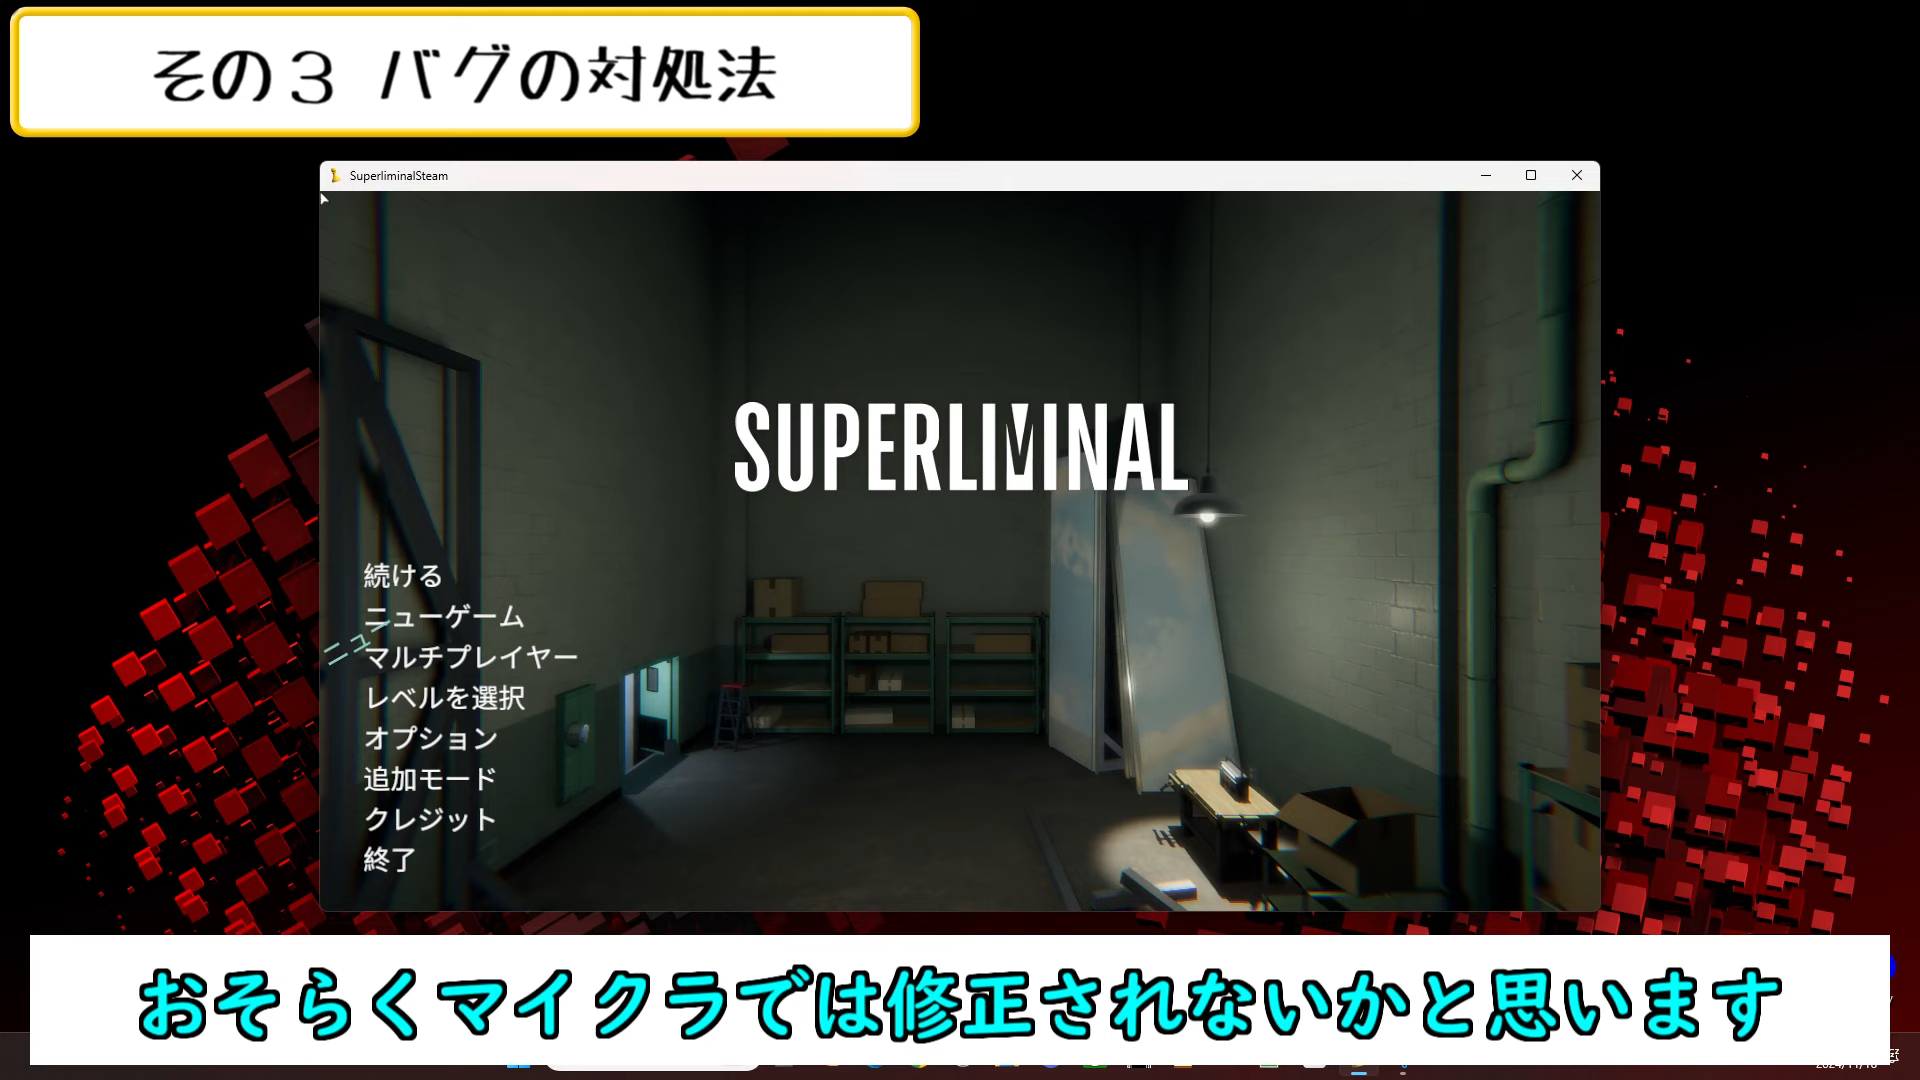 その３ バグの対処法
SuperliminalSteam
SUPERLIMINAL
続ける
ニューゲーム
ニュー
マルチプレイヤー
レベルを選択
オプション
追加モード
クレジット
終了
おそらくマイクラでは修正されないかと思います